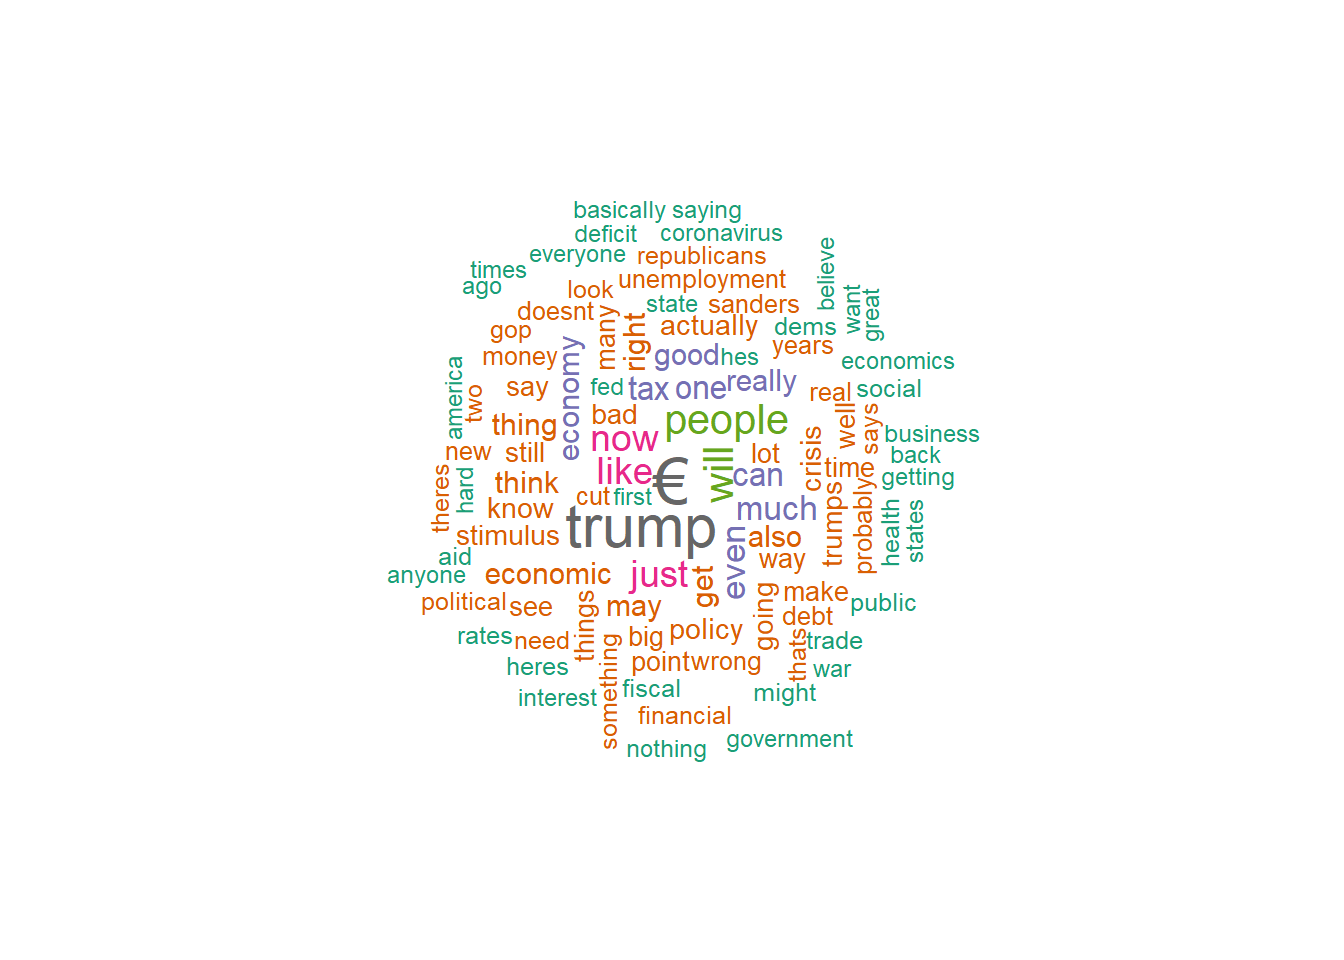 basically saying
deficit coronavirus
everyone republicans
times unemployment believe
ago look state sanders want great
doesnt many right actually dems
gop good hes years
money economy economics
america two say fed tax one really real social
thing bad people well says business
new still now lot crisis back
theres hard think like € will can time getting
know cut first much trumps probably health states
stimulus trump even also
aid way
anyone economic just get make
political see may going debt public
rates need things big policy thats trade
heres something point wrong war
interest fiscal might
financial
nothing government